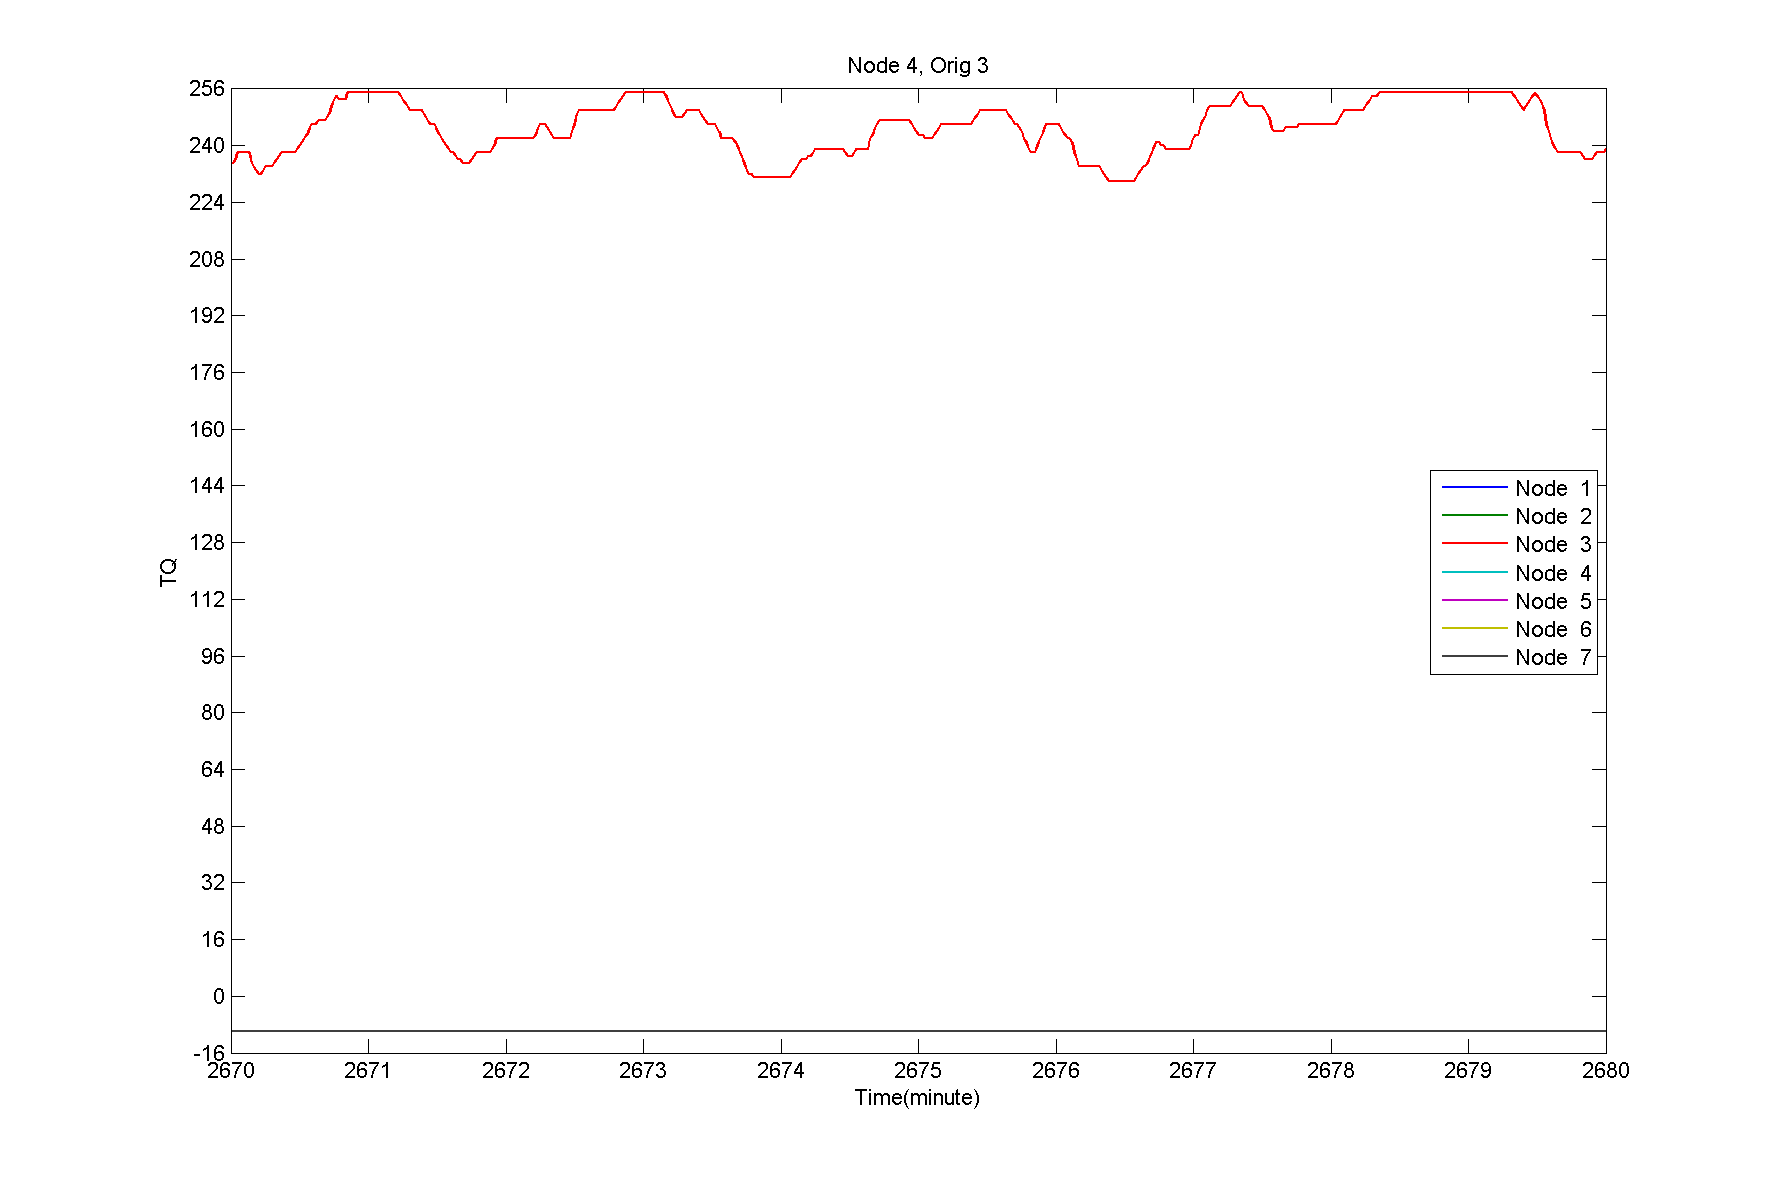 Node 4, Orig 3
256
240
224
208
192
176
160
144
128
112
96
80
64
48
32
16
0
-16
TQ
Node 1
Node 2
Node 3
Node 4
Node 5
Node 6
Node 7
2670 2671 2672 2673 2674 2675 2676 2677 2678 2679 2680
Time(minute)